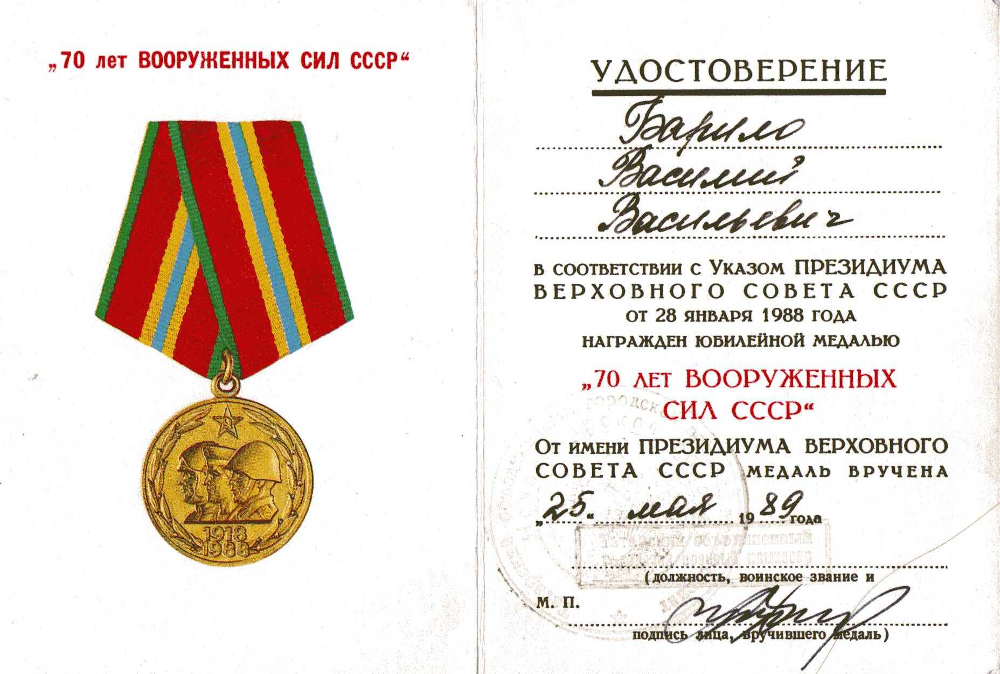 „70 лет ВООРУЖЕННЫХ СИЛ СССР“
1918
1988
УДОСТОВЕРЕНИЕ
Барило
Василий
Васильевич
в соответствии с Указом ПРЕЗИДИУМА
ВЕРХОВНОГО СОВЕТА СССР
от 28 января 1988 года
награжден юбилейной медалью
„70 лет ВООРУЖЕННЫХ
СИЛ СССР“
От имени ПРЕЗИДИУМА ВЕРХОВНОГО
СОВЕТА СССР медаль вручена
„25“ мая 1989 года
(должность, воинское звание и
М. П.
подпись лица, вручившего медаль)